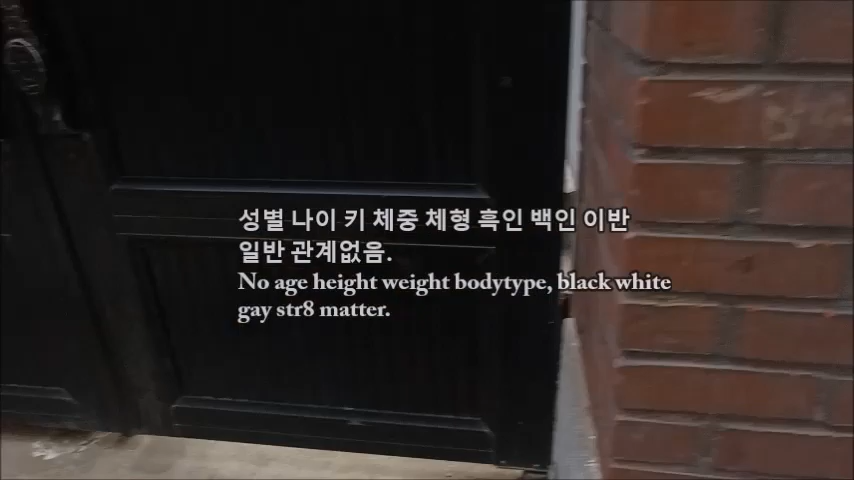 성별 나이 키 체중 체형 흑인 백인 이반
일반 관계없음.
No age height weight bodytype, black white
gay str8 matter.